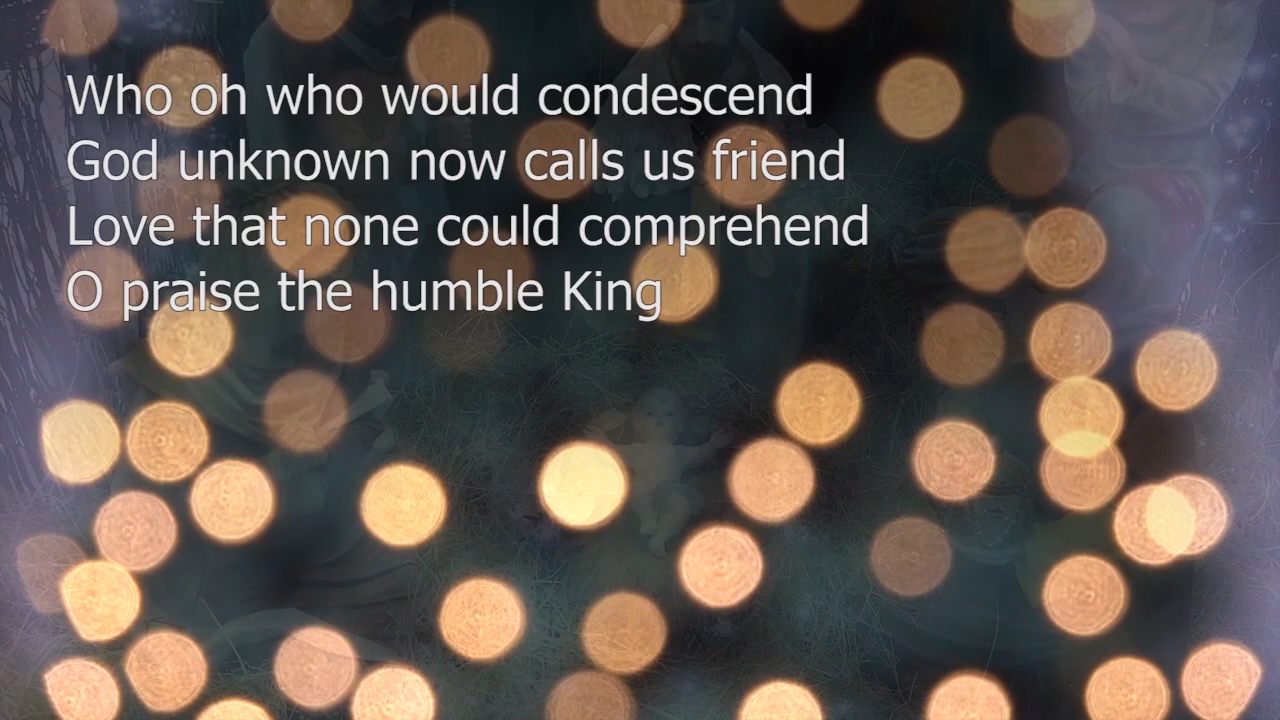 Who oh who would condescend
God unknown now calls us friend
Love that none could comprehend
O praise the humble King